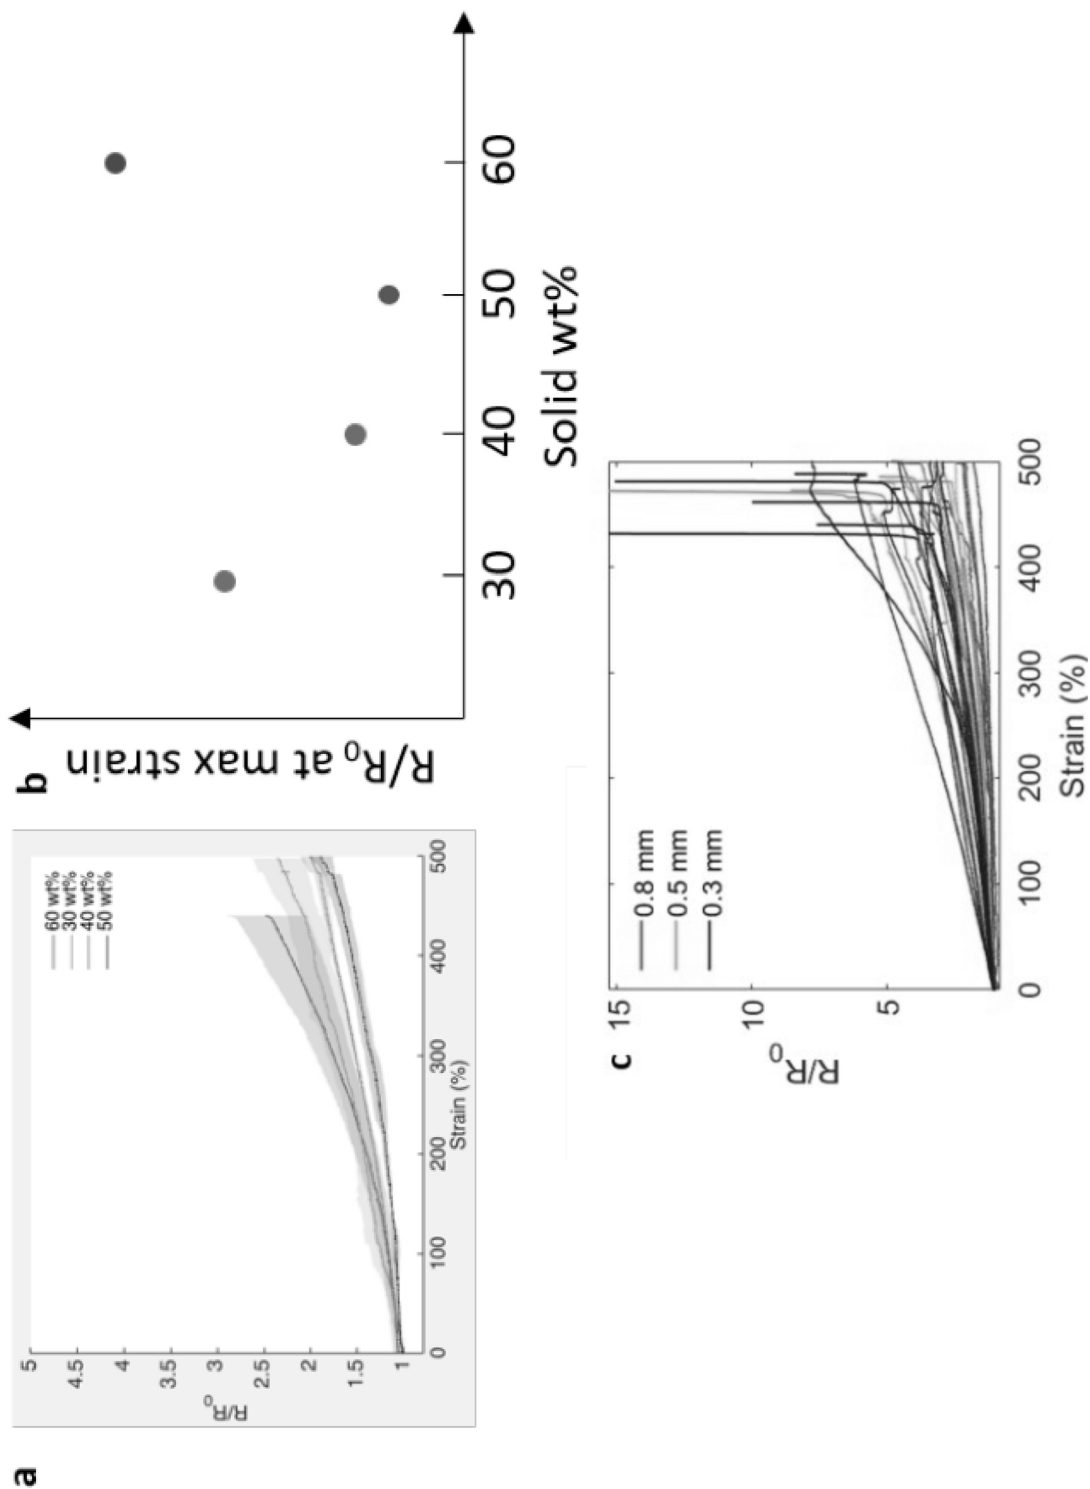 a
R/R0
5
4.5
4
3.5
3
2.5
2
1.5
1
0
100
200
300
400
500
Strain (%)
60 wt%
30 wt%
40 wt%
50 wt%
b
R/R0 at max strain
30
40
50
60
Solid wt%
c
R/R0
15
10
5
0
100
200
300
400
500
Strain (%)
0.8 mm
0.5 mm
0.3 mm